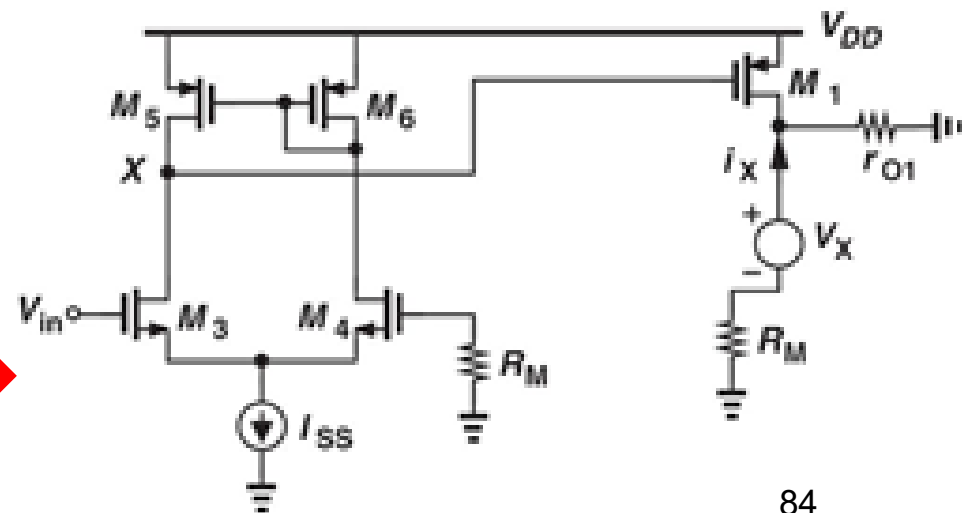 V_DD
M_5
M_6
M_1
X
i_X
r_O1
+
V_X
−
V_in
M_3
M_4
R_M
R_M
I_SS
84